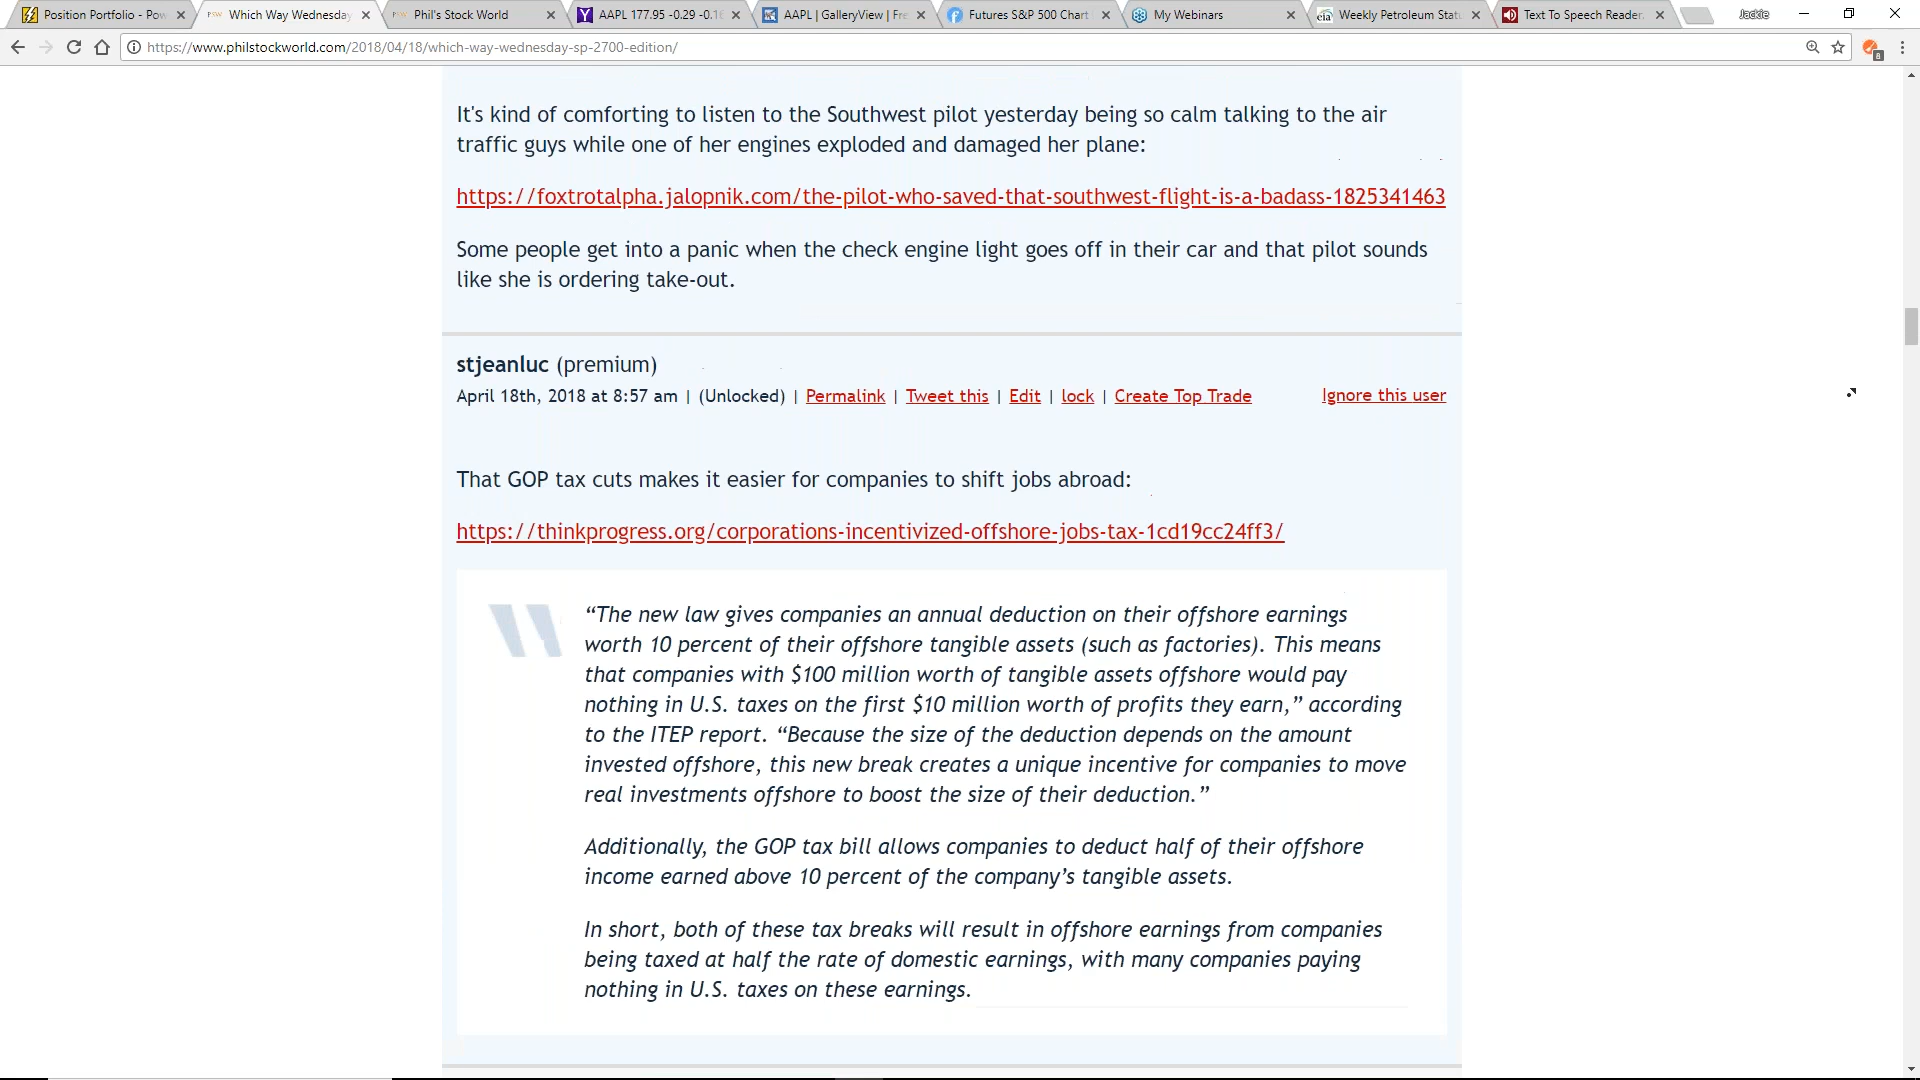 Position Portfolio - Pow
Which Way Wednesday
Phil's Stock World
AAPL 177.95 -0.29 -0.16
AAPL | GalleryView | Fre
Futures S&P 500 Chart
My Webinars
Weekly Petroleum Statu
Text To Speech Reader
Jackie
https://www.philstockworld.com/2018/04/18/which-way-wednesday-sp-2700-edition/
8
It's kind of comforting to listen to the Southwest pilot yesterday being so calm talking to the air
traffic guys while one of her engines exploded and damaged her plane:
https://foxtrotalpha.jalopnik.com/the-pilot-who-saved-that-southwest-flight-is-a-badass-1825341463
Some people get into a panic when the check engine light goes off in their car and that pilot sounds
like she is ordering take-out.
stjeanluc (premium)
April 18th, 2018 at 8:57 am | (Unlocked) | Permalink | Tweet this | Edit | lock | Create Top Trade Ignore this user
That GOP tax cuts makes it easier for companies to shift jobs abroad:
https://thinkprogress.org/corporations-incentivized-offshore-jobs-tax-1cd19cc24ff3/
“The new law gives companies an annual deduction on their offshore earnings
worth 10 percent of their offshore tangible assets (such as factories). This means
that companies with $100 million worth of tangible assets offshore would pay
nothing in U.S. taxes on the first $10 million worth of profits they earn,” according
to the ITEP report. “Because the size of the deduction depends on the amount
invested offshore, this new break creates a unique incentive for companies to move
real investments offshore to boost the size of their deduction.”
Additionally, the GOP tax bill allows companies to deduct half of their offshore
income earned above 10 percent of the company’s tangible assets.
In short, both of these tax breaks will result in offshore earnings from companies
being taxed at half the rate of domestic earnings, with many companies paying
nothing in U.S. taxes on these earnings.